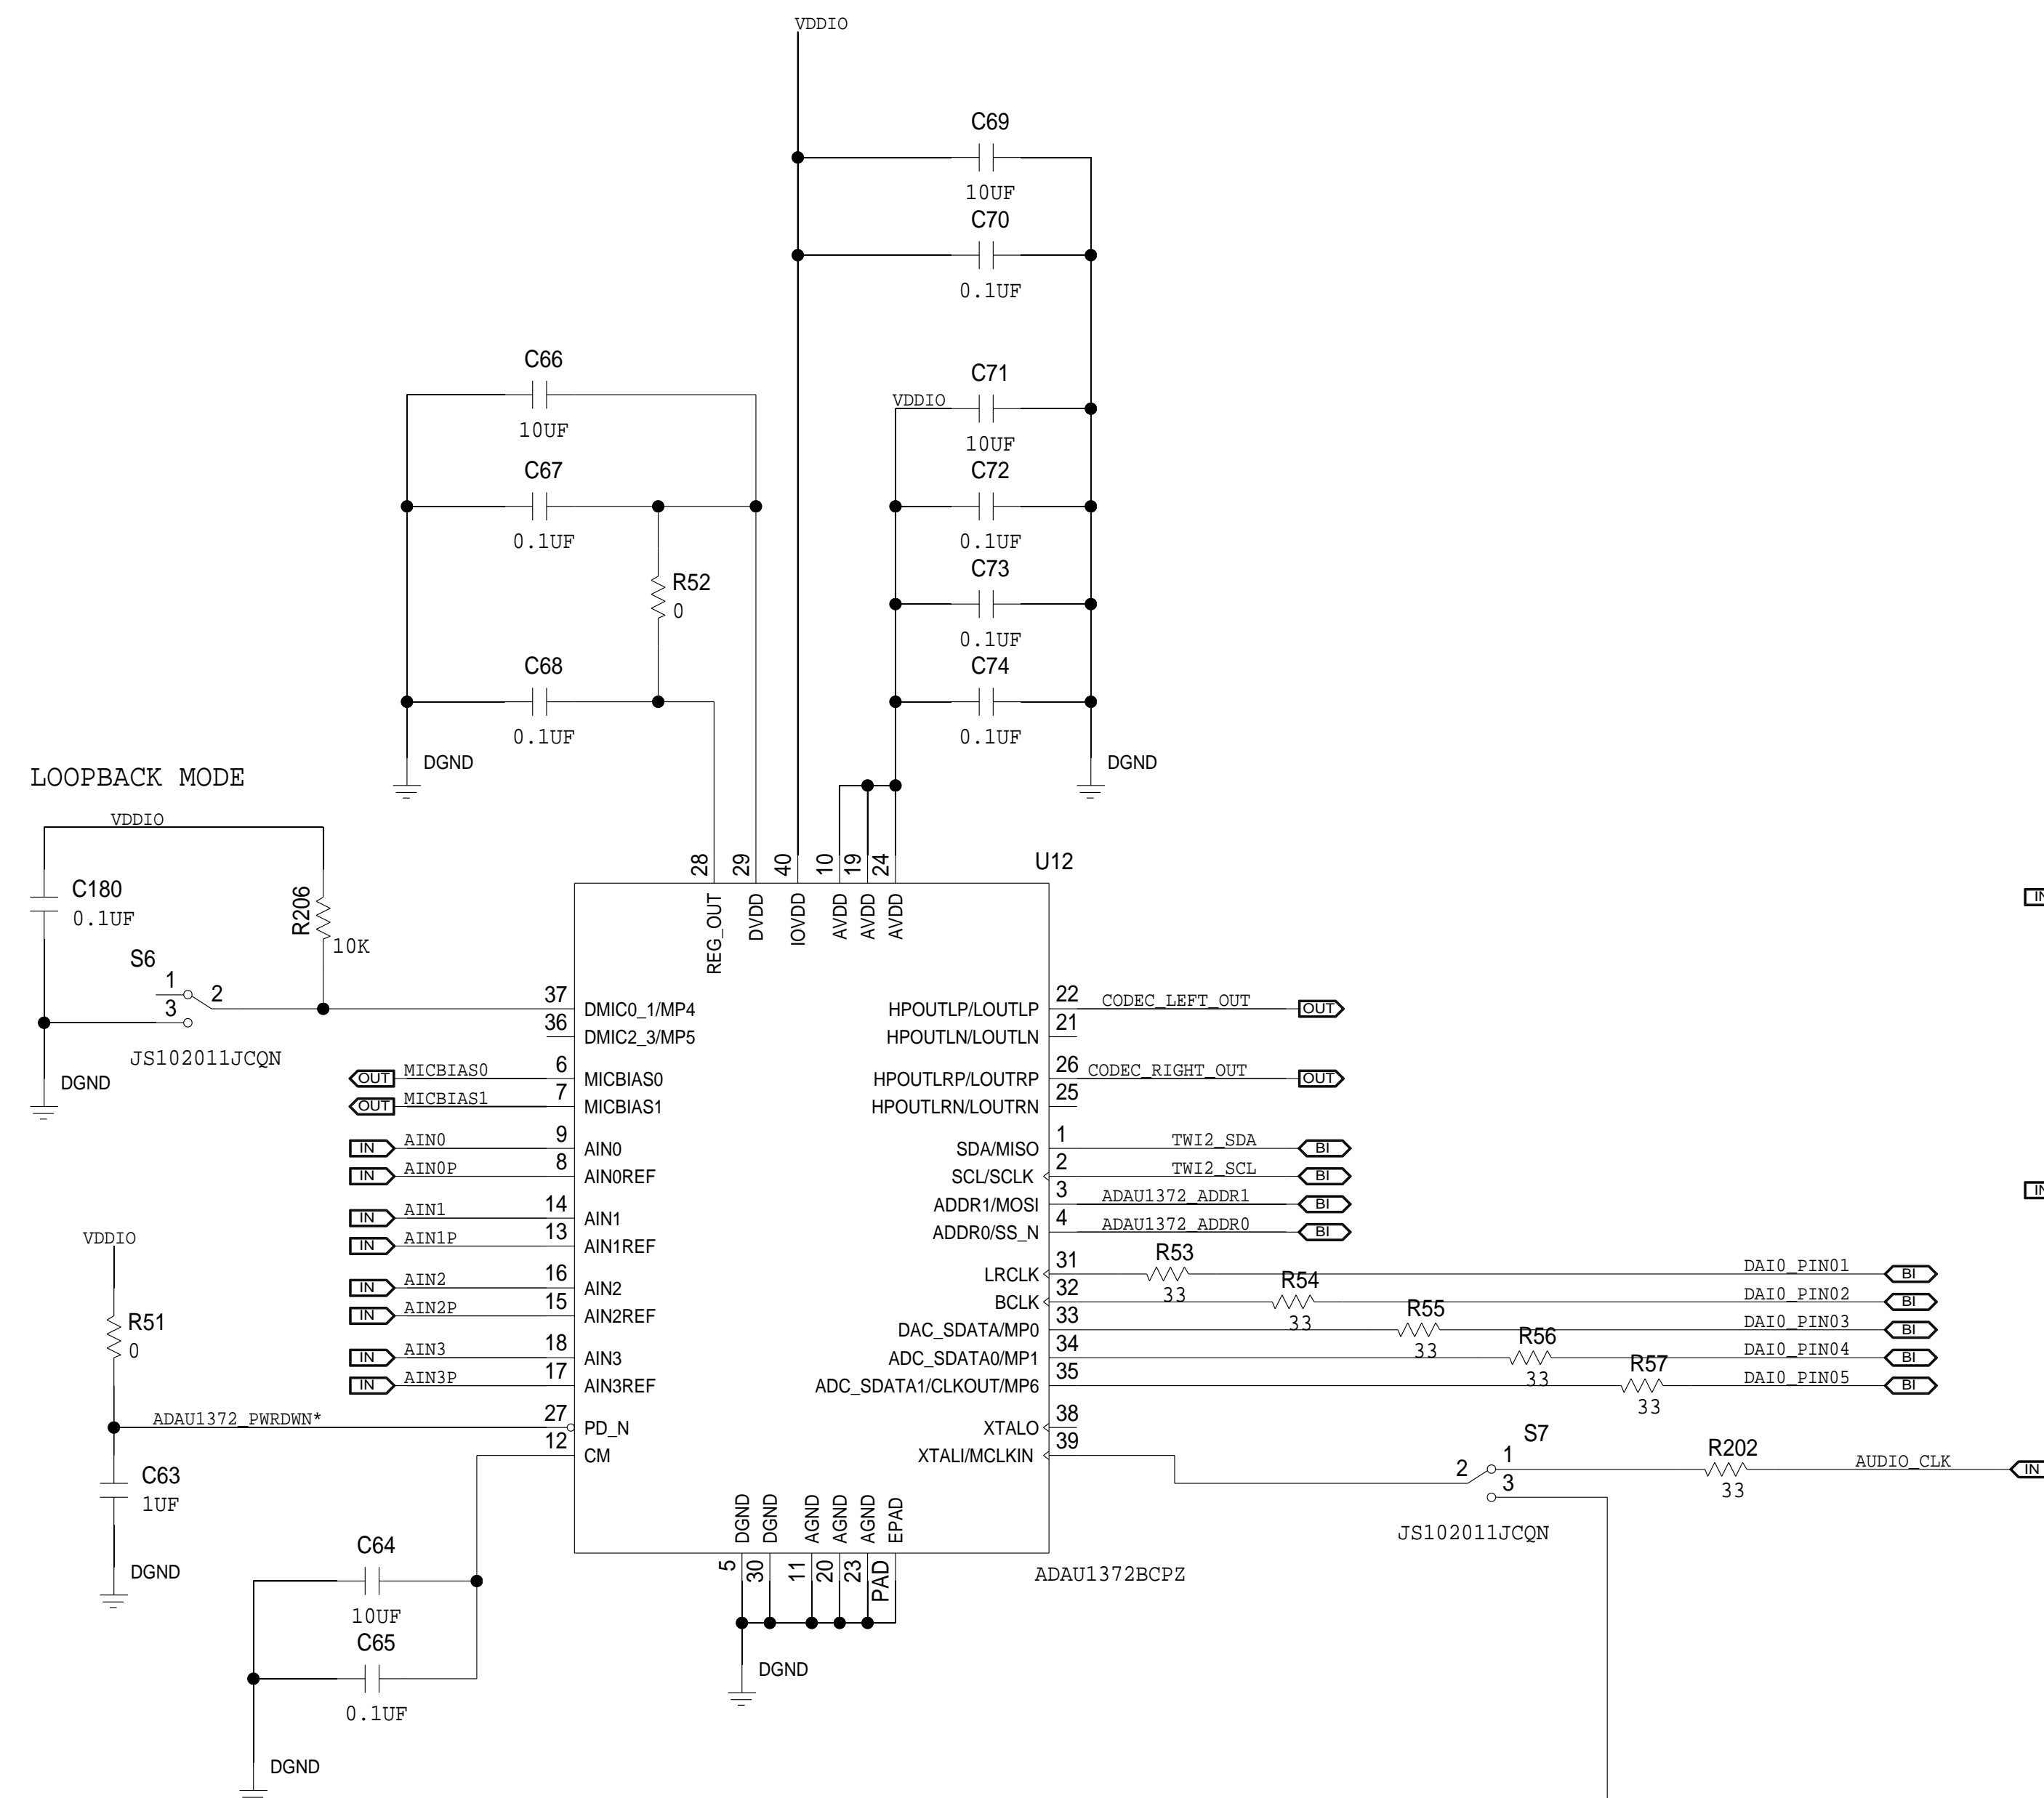 VDDIO
C69
10UF
C70
0.1UF
C66
10UF
C71
VDDIO
10UF
C67
0.1UF
C72
0.1UF
R52
0
C73
0.1UF
C68
0.1UF
C74
0.1UF
DGND
DGND
LOOPBACK MODE
VDDIO
C180
0.1UF
R206
10K
S6
1
2
3
JS102011JCQN
DGND
28
29
40
10
19
24
U12
REG_OUT
DVDD
IOVDD
AVDD
AVDD
AVDD
37 DMIC0_1/MP4
36 DMIC2_3/MP5
OUT MICBIAS0 6 MICBIAS0
OUT MICBIAS1 7 MICBIAS1
IN AIN0 9 AIN0
IN AIN0P 8 AIN0REF
IN AIN1 14 AIN1
IN AIN1P 13 AIN1REF
IN AIN2 16 AIN2
IN AIN2P 15 AIN2REF
IN AIN3 18 AIN3
IN AIN3P 17 AIN3REF
ADAU1372_PWRDWN* 27 PD_N
12 CM
HPOUTLP/LOUTLP 22 CODEC_LEFT_OUT OUT
HPOUTLN/LOUTLN 21
HPOUTLRP/LOUTRP 26 CODEC_RIGHT_OUT OUT
HPOUTLRN/LOUTRN 25
SDA/MISO 1 TWI2_SDA BI
SCL/SCLK 2 TWI2_SCL BI
ADDR1/MOSI 3 ADAU1372_ADDR1 BI
ADDR0/SS_N 4 ADAU1372_ADDR0 BI
LRCLK 31 R53 33 DAI0_PIN01 BI
BCLK 32 R54 33 DAI0_PIN02 BI
DAC_SDATA/MP0 33 R55 33 DAI0_PIN03 BI
ADC_SDATA0/MP1 34 R56 33 DAI0_PIN04 BI
ADC_SDATA1/CLKOUT/MP6 35 R57 33 DAI0_PIN05 BI
XTALO 38
XTALI/MCLKIN 39
S7
2
1
3
JS102011JCQN
R202
33
AUDIO_CLK
IN
VDDIO
R51
0
C63
1UF
DGND
C64
10UF
C65
0.1UF
DGND
DGND
DGND
AGND
AGND
AGND
EPAD
5
30
11
20
23
PAD
DGND
ADAU1372BCPZ